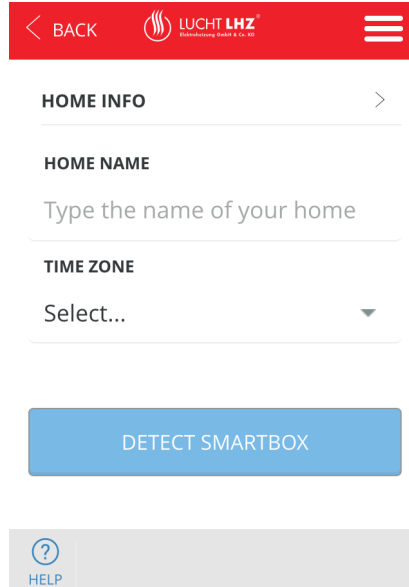 BACK
LUCHT LHZ®
Elektroheizung GmbH & Co. KG
HOME INFO
HOME NAME
Type the name of your home
TIME ZONE
Select...
DETECT SMARTBOX
?
HELP